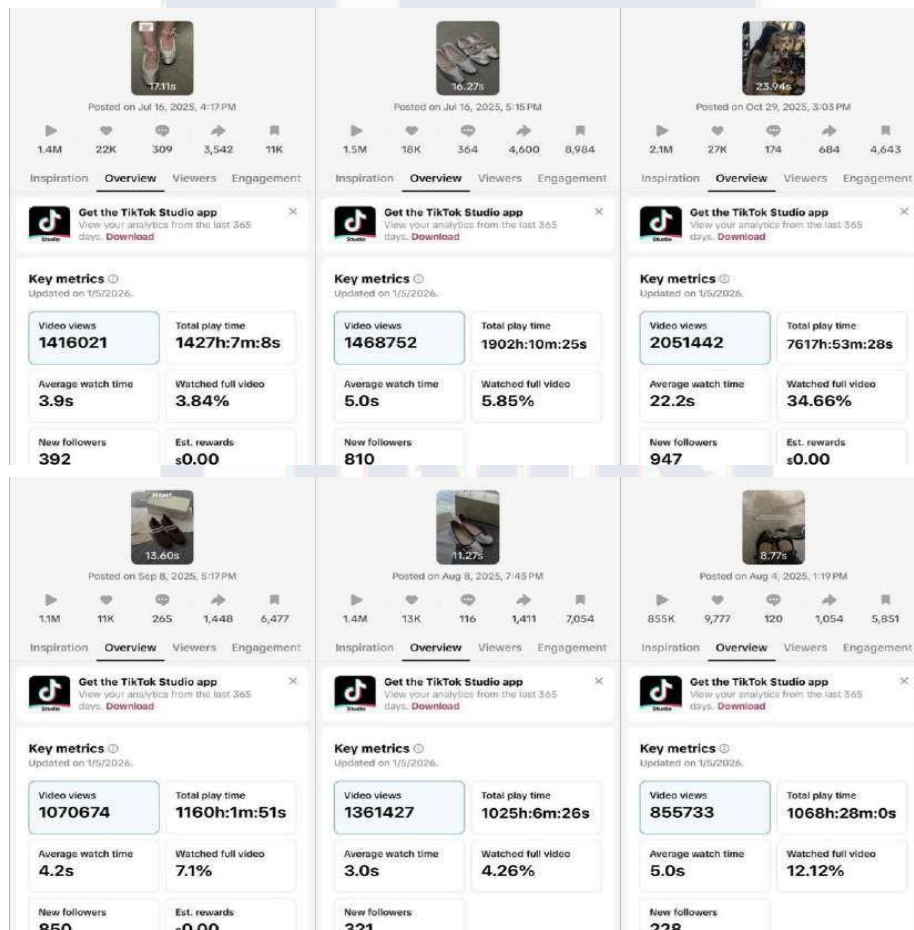 17.11s
Posted on Jul 16, 2025, 4:17 PM
1.4M 22K 309 3,542 11K
Inspiration Overview Viewers Engagement
Get the TikTok Studio app
View your analytics from the last 365
days. Download
Studio
Key metrics
Updated on 1/5/2026.
Video views Total play time
1416021 1427h:7m:8s
Average watch time Watched full video
3.9s 3.84%
New followers Est. rewards
392 $0.00
16.27s
Posted on Jul 16, 2025, 5:15 PM
1.5M 18K 364 4,600 8,984
Inspiration Overview Viewers Engagement
Get the TikTok Studio app
View your analytics from the last 365
days. Download
Studio
Key metrics
Updated on 1/5/2026.
Video views Total play time
1468752 1902h:10m:25s
Average watch time Watched full video
5.0s 5.85%
New followers
810
23.94s
Posted on Oct 29, 2025, 3:03 PM
2.1M 27K 174 684 4,643
Inspiration Overview Viewers Engagement
Get the TikTok Studio app
View your analytics from the last 365
days. Download
Studio
Key metrics
Updated on 1/5/2026.
Video views Total play time
2051442 7617h:53m:28s
Average watch time Watched full video
22.2s 34.66%
New followers Est. rewards
947 $0.00
13.60s
Posted on Sep 8, 2025, 5:17 PM
1.1M 11K 265 1,448 6,477
Inspiration Overview Viewers Engagement
Get the TikTok Studio app
View your analytics from the last 365
days. Download
Studio
Key metrics
Updated on 1/5/2026.
Video views Total play time
1070674 1160h:1m:51s
Average watch time Watched full video
4.2s 7.1%
New followers Est. rewards
850 $0.00
11.27s
Posted on Aug 8, 2025, 7:45 PM
1.4M 13K 116 1,411 7,054
Inspiration Overview Viewers Engagement
Get the TikTok Studio app
View your analytics from the last 365
days. Download
Studio
Key metrics
Updated on 1/5/2026.
Video views Total play time
1361427 1025h:6m:26s
Average watch time Watched full video
3.0s 4.26%
New followers
321
8.77s
Posted on Aug 4, 2025, 1:19 PM
855K 9,777 120 1,054 5,851
Inspiration Overview Viewers Engagement
Get the TikTok Studio app
View your analytics from the last 365
days. Download
Studio
Key metrics
Updated on 1/5/2026.
Video views Total play time
855733 1068h:28m:0s
Average watch time Watched full video
5.0s 12.12%
New followers
228